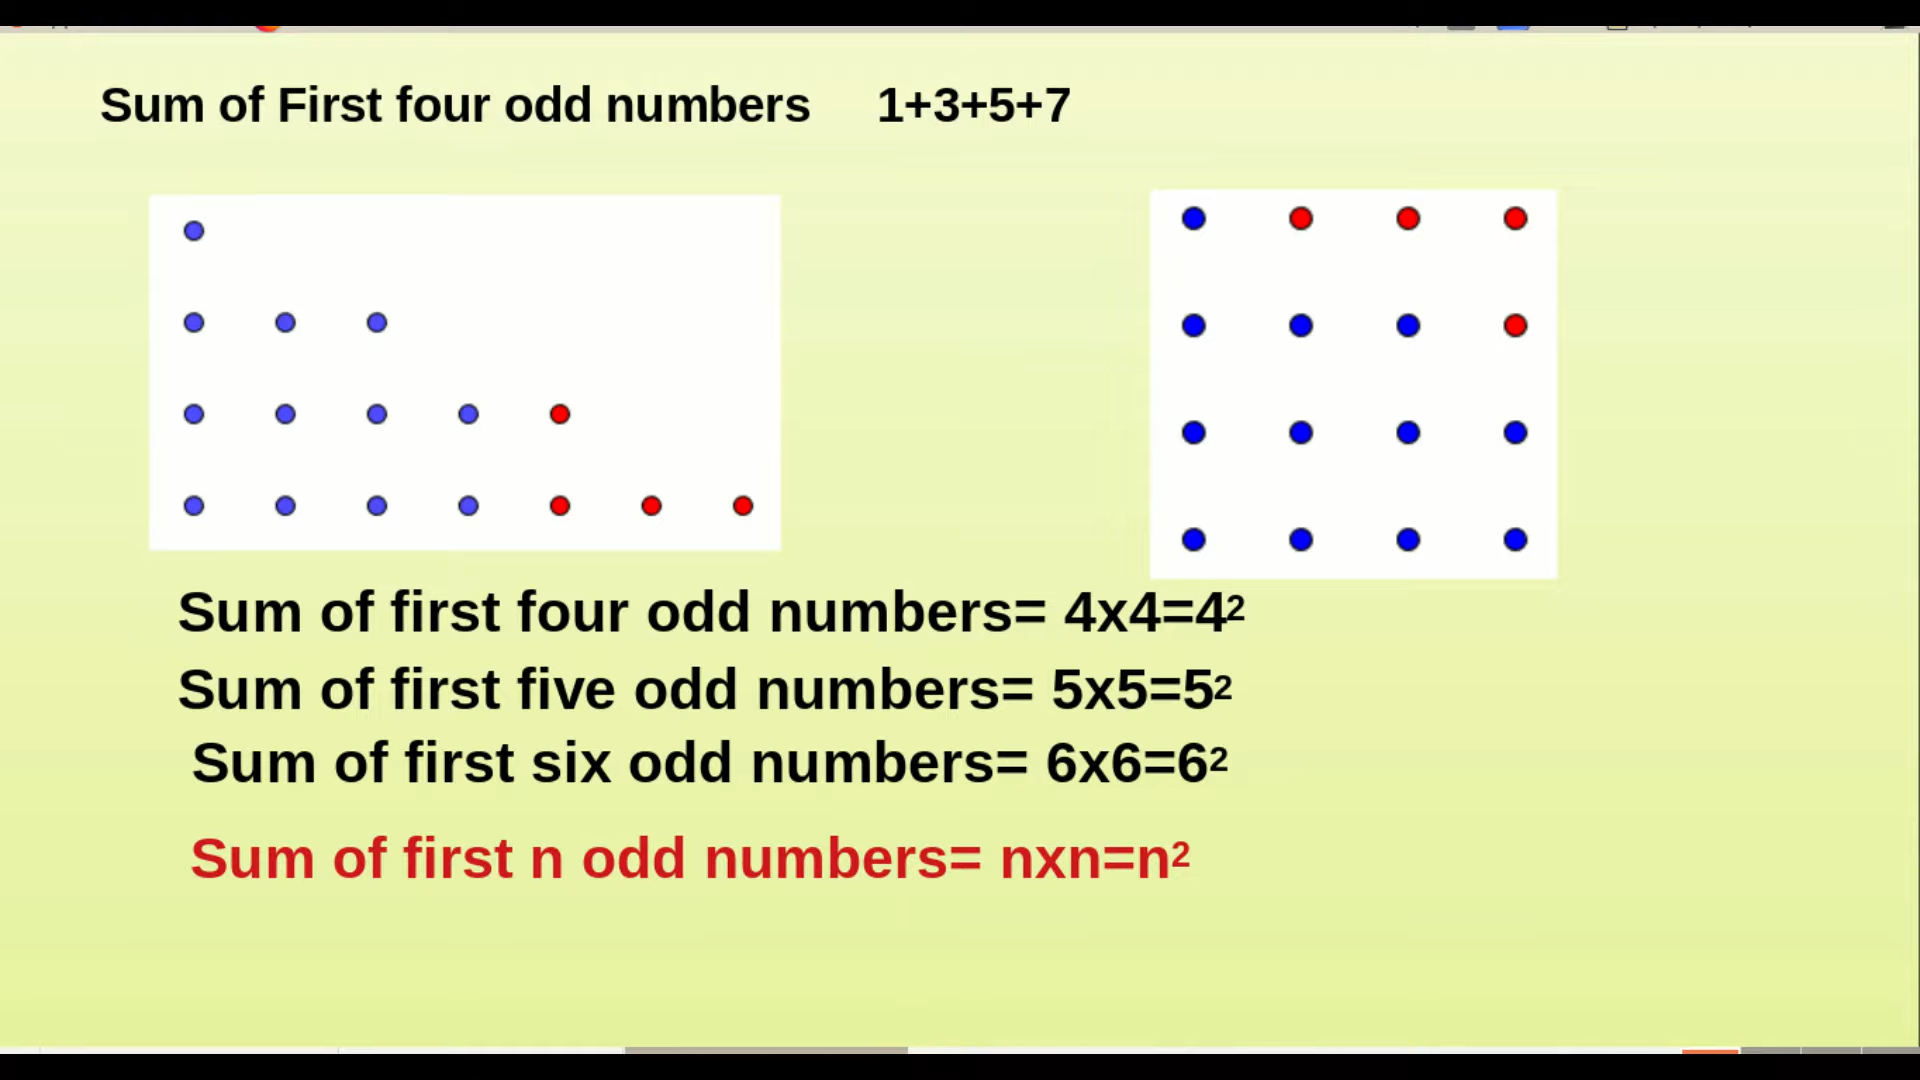 Sum of First four odd numbers 1+3+5+7
Sum of first four odd numbers= 4x4=4²
Sum of first five odd numbers= 5x5=5²
Sum of first six odd numbers= 6x6=6²
Sum of first n odd numbers= nxn=n²